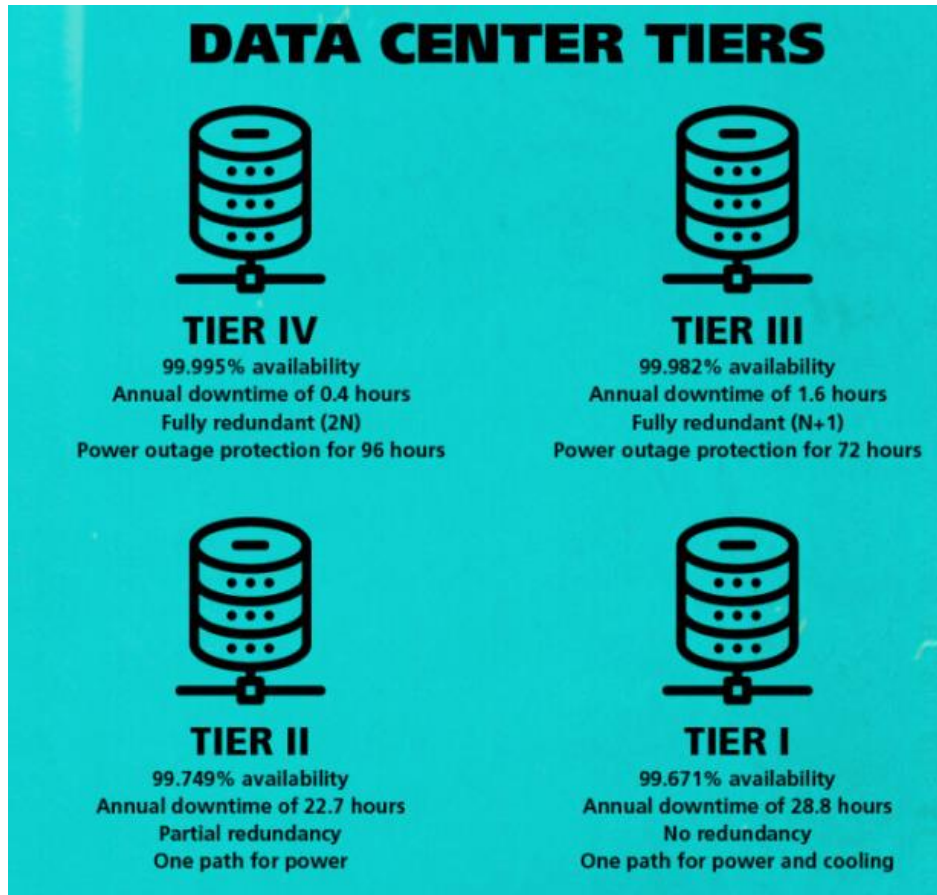 DATA CENTER TIERS
TIER IV
99.995% availability
Annual downtime of 0.4 hours
Fully redundant (2N)
Power outage protection for 96 hours
TIER III
99.982% availability
Annual downtime of 1.6 hours
Fully redundant (N+1)
Power outage protection for 72 hours
TIER II
99.749% availability
Annual downtime of 22.7 hours
Partial redundancy
One path for power
TIER I
99.671% availability
Annual downtime of 28.8 hours
No redundancy
One path for power and cooling